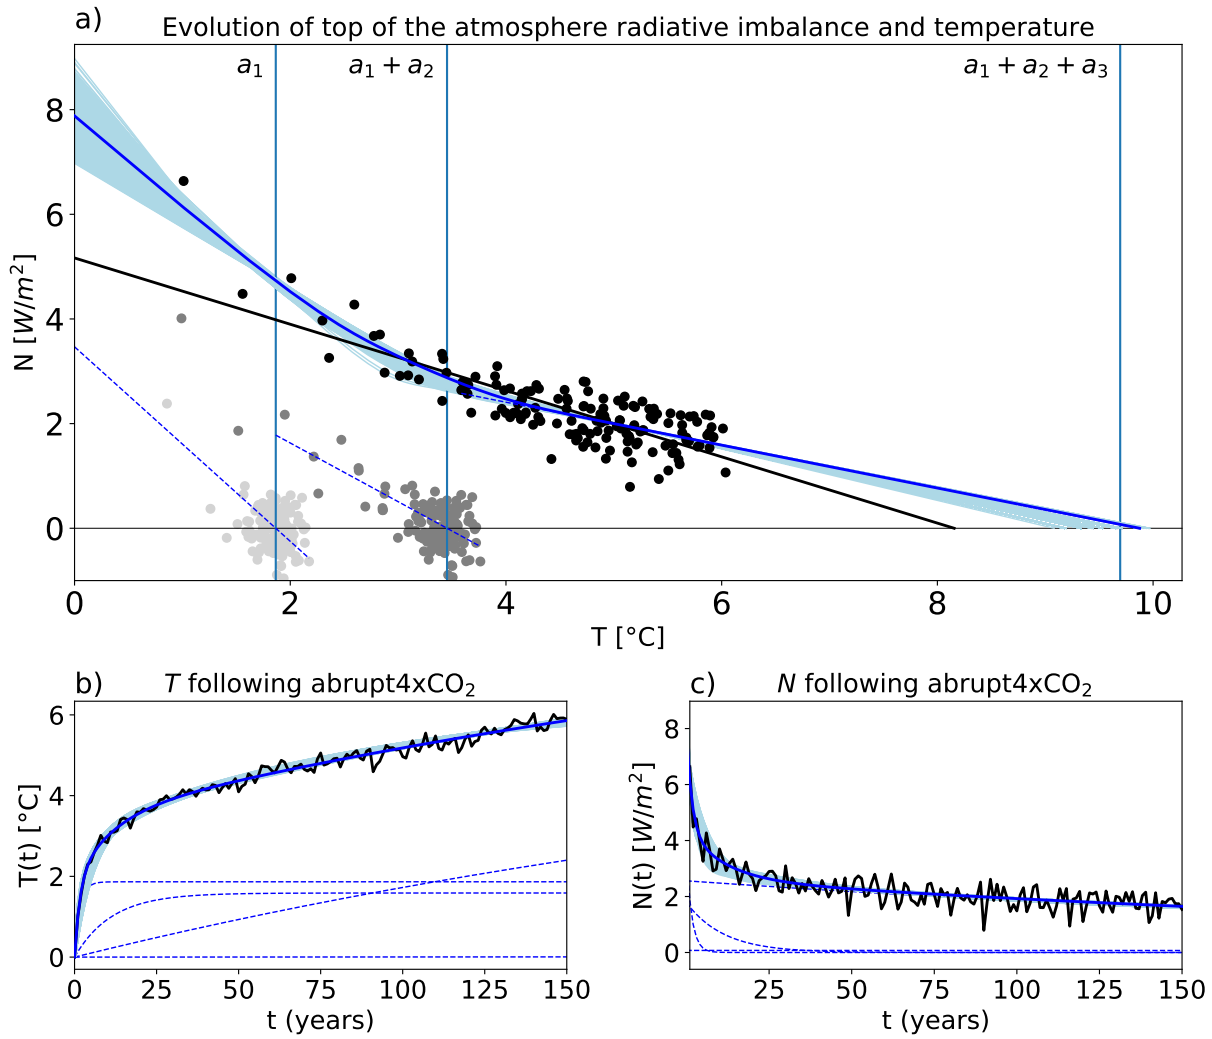 a)
Evolution of top of the atmosphere radiative imbalance and temperature
a₁
a₁ + a₂
a₁ + a₂ + a₃
N [W/m²]
8
6
4
2
0
0 2 4 6 8 10
T [°C]
b)
T following abrupt4xCO₂
T(t) [°C]
6
4
2
0
0 25 50 75 100 125 150
t (years)
c)
N following abrupt4xCO₂
N(t) [W/m²]
8
6
4
2
0
25 50 75 100 125 150
t (years)